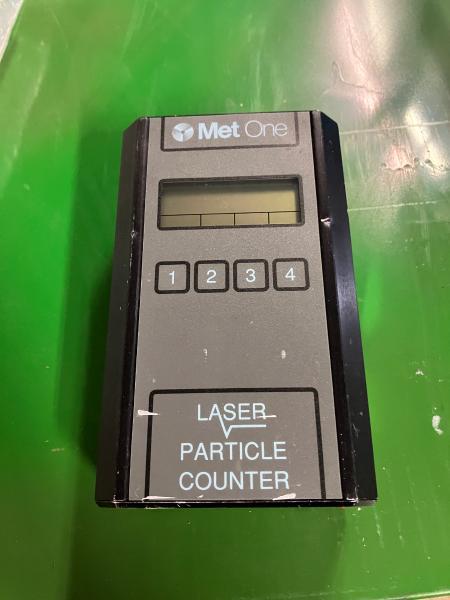 Met One
1 2 3 4
LASER
PARTICLE
COUNTER